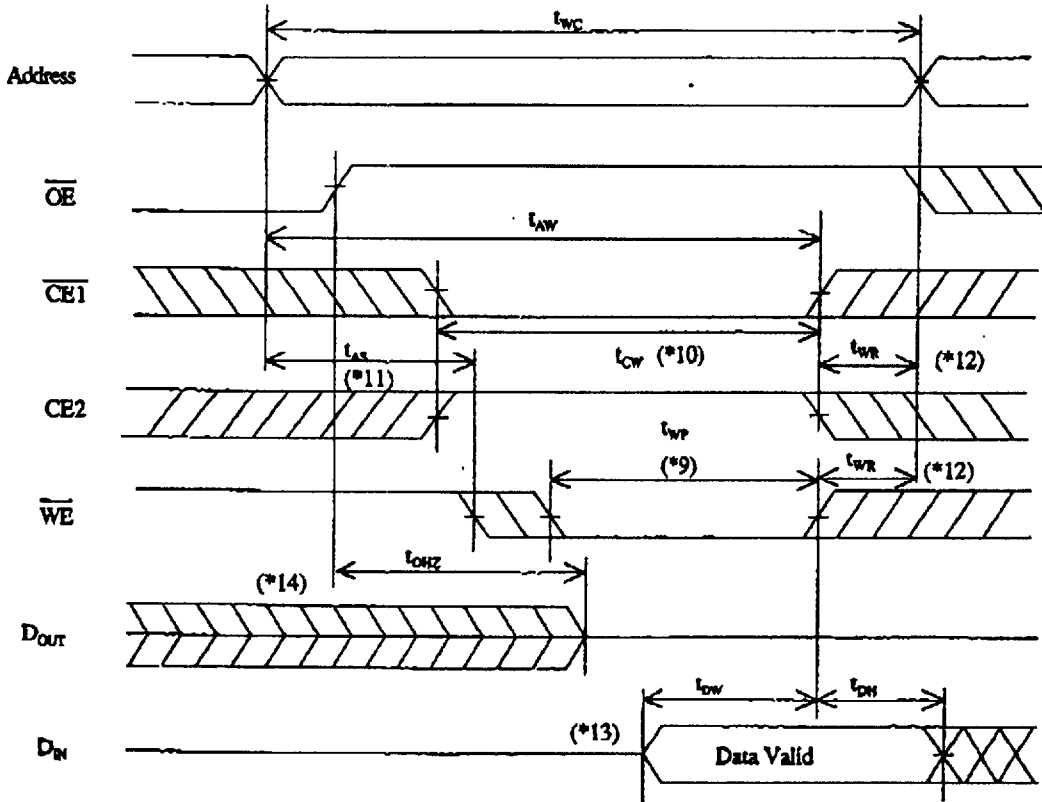 tWC
Address
OE
tAW
CE1
tAS
(*11)
tCW (*10)
tWR
(*12)
CE2
tWP
(*9)
tWR
(*12)
WE
tOHZ
(*14)
DOUT
tDW
tDH
(*13)
DIN
Data Valid